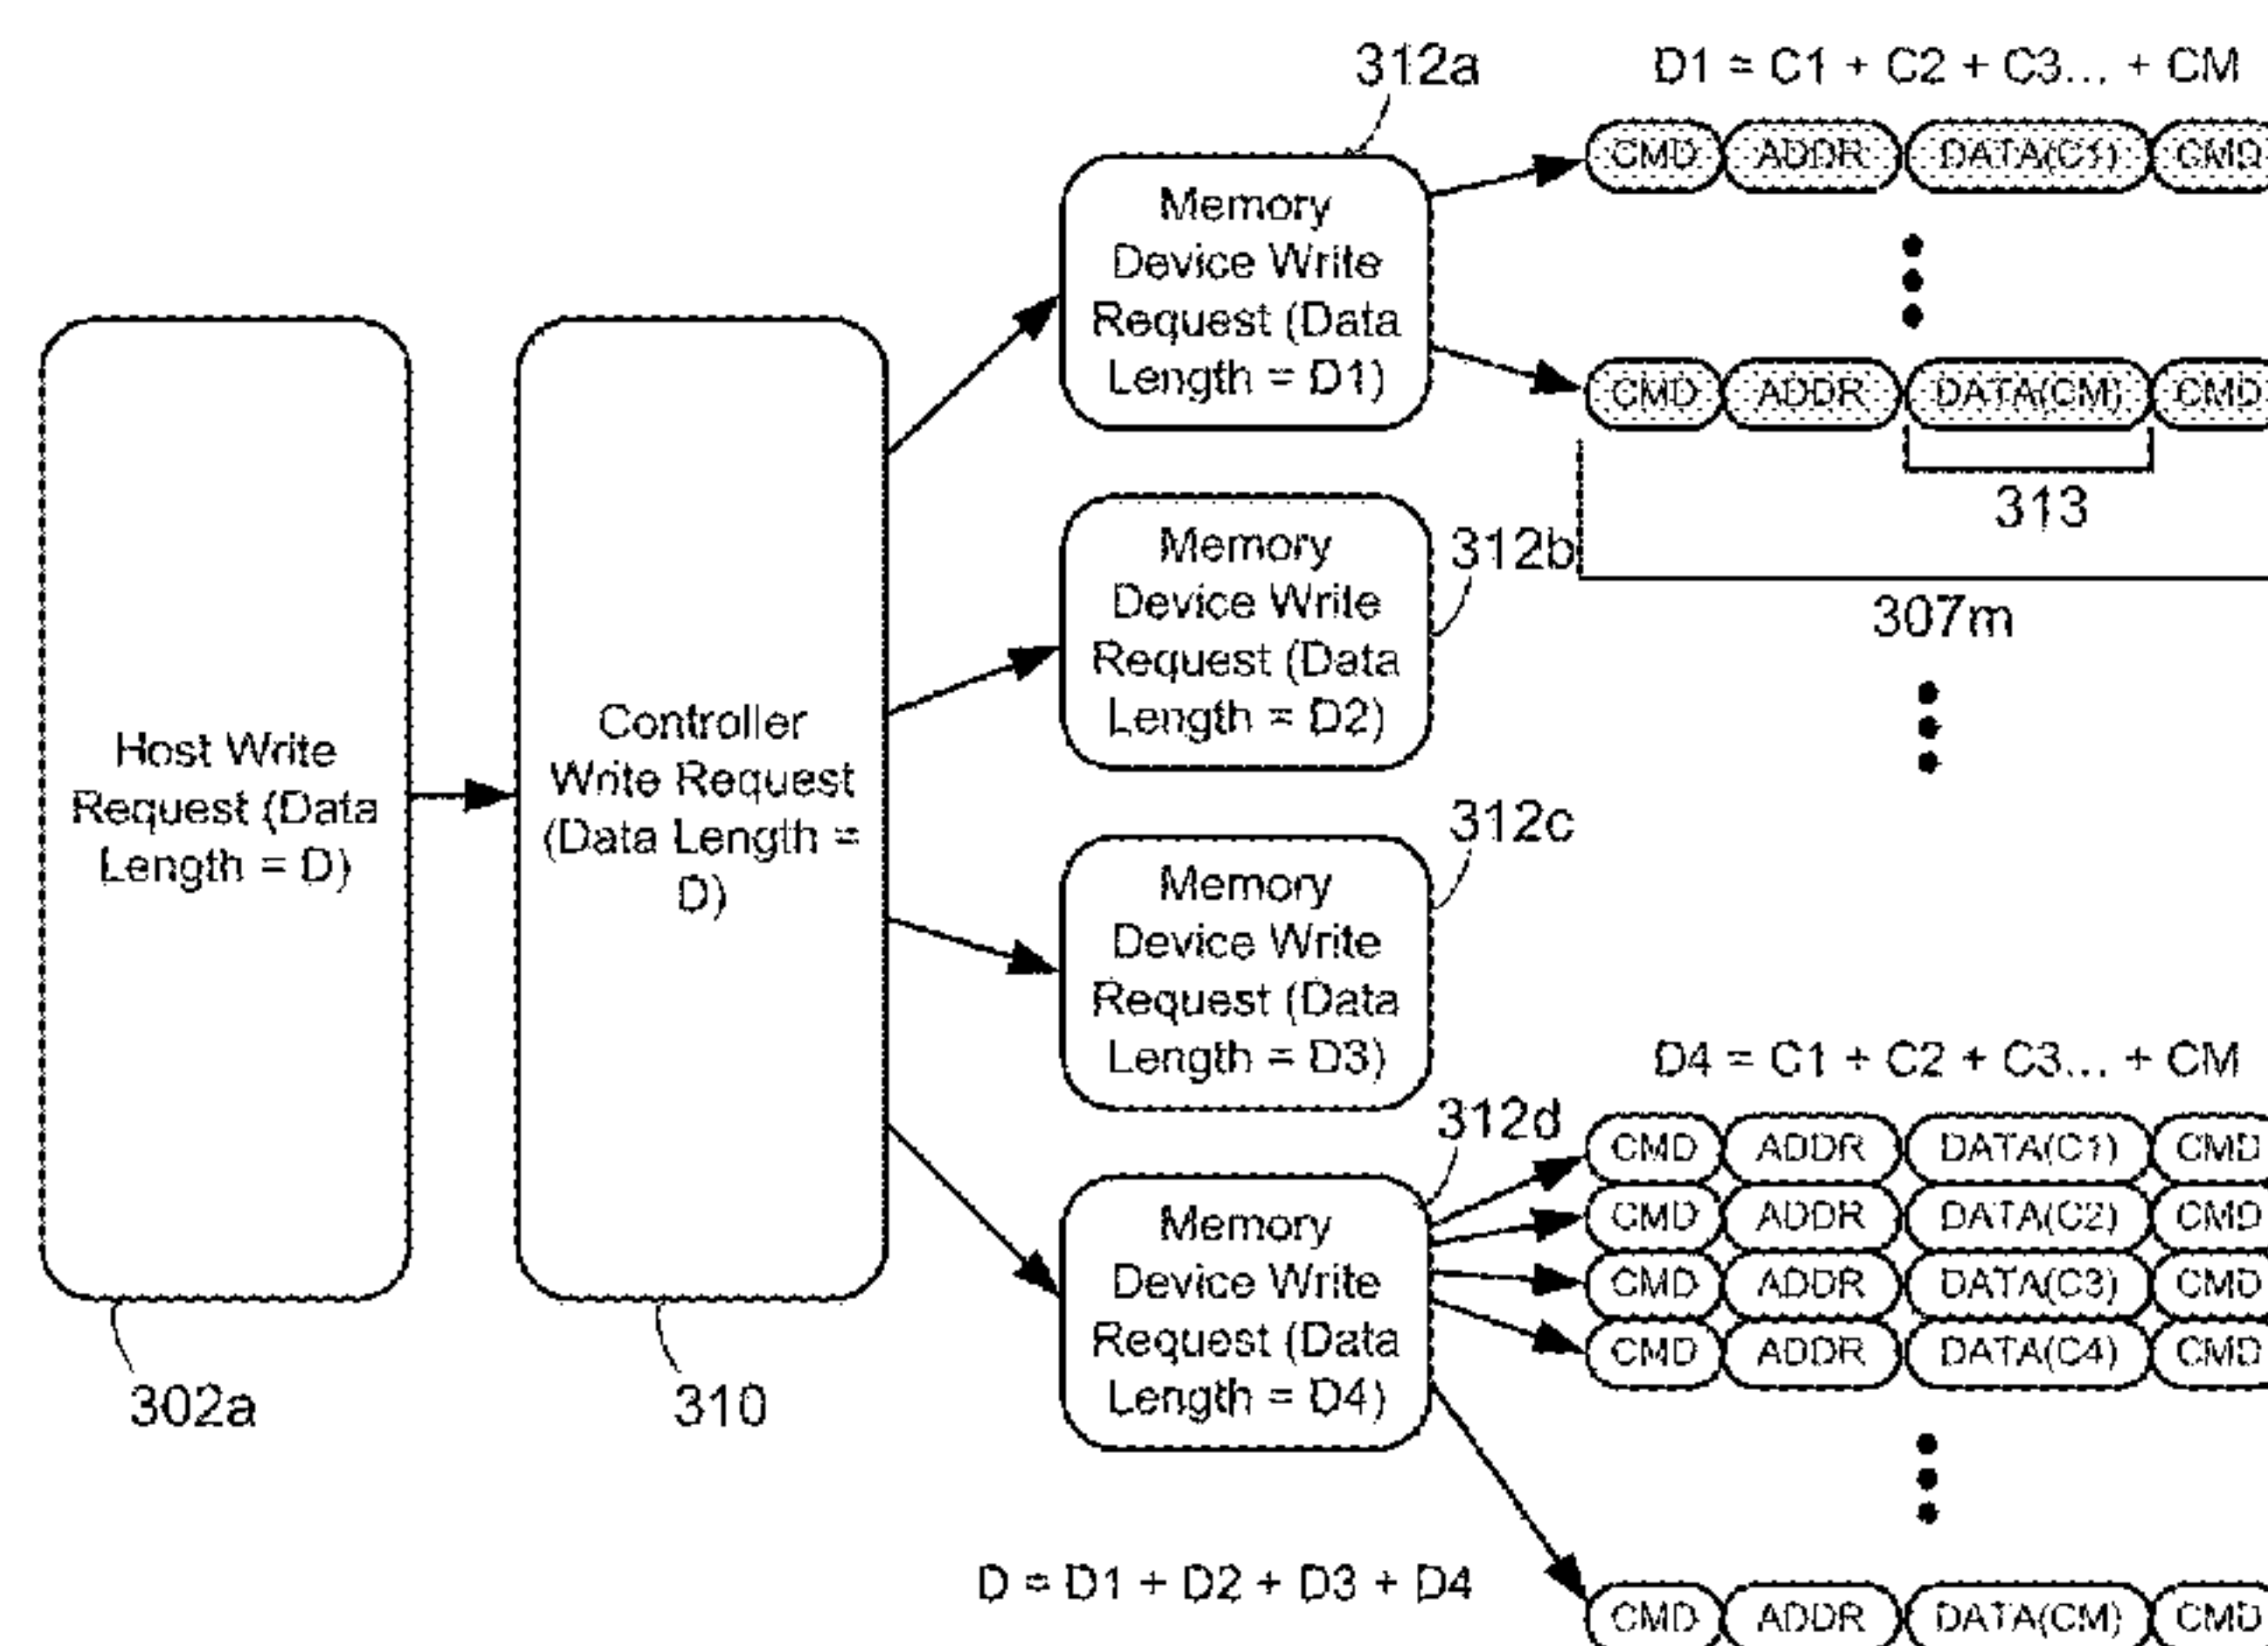 312a
D1 = C1 + C2 + C3... + CM
CMD ADDR DATA(C1) CMD
Memory
Device Write
Request (Data
Length = D1)
CMD ADDR DATA(CM) CMD
313
307m
Memory
Device Write
Request (Data
Length = D2)
312b
Host Write
Request (Data
Length = D)
302a
Controller
Write Request
(Data Length =
D)
310
312c
Memory
Device Write
Request (Data
Length = D3)
D4 = C1 + C2 + C3... + CM
312d
Memory
Device Write
Request (Data
Length = D4)
CMD ADDR DATA(C1) CMD
CMD ADDR DATA(C2) CMD
CMD ADDR DATA(C3) CMD
CMD ADDR DATA(C4) CMD
D = D1 + D2 + D3 + D4
CMD ADDR DATA(CM) CMD